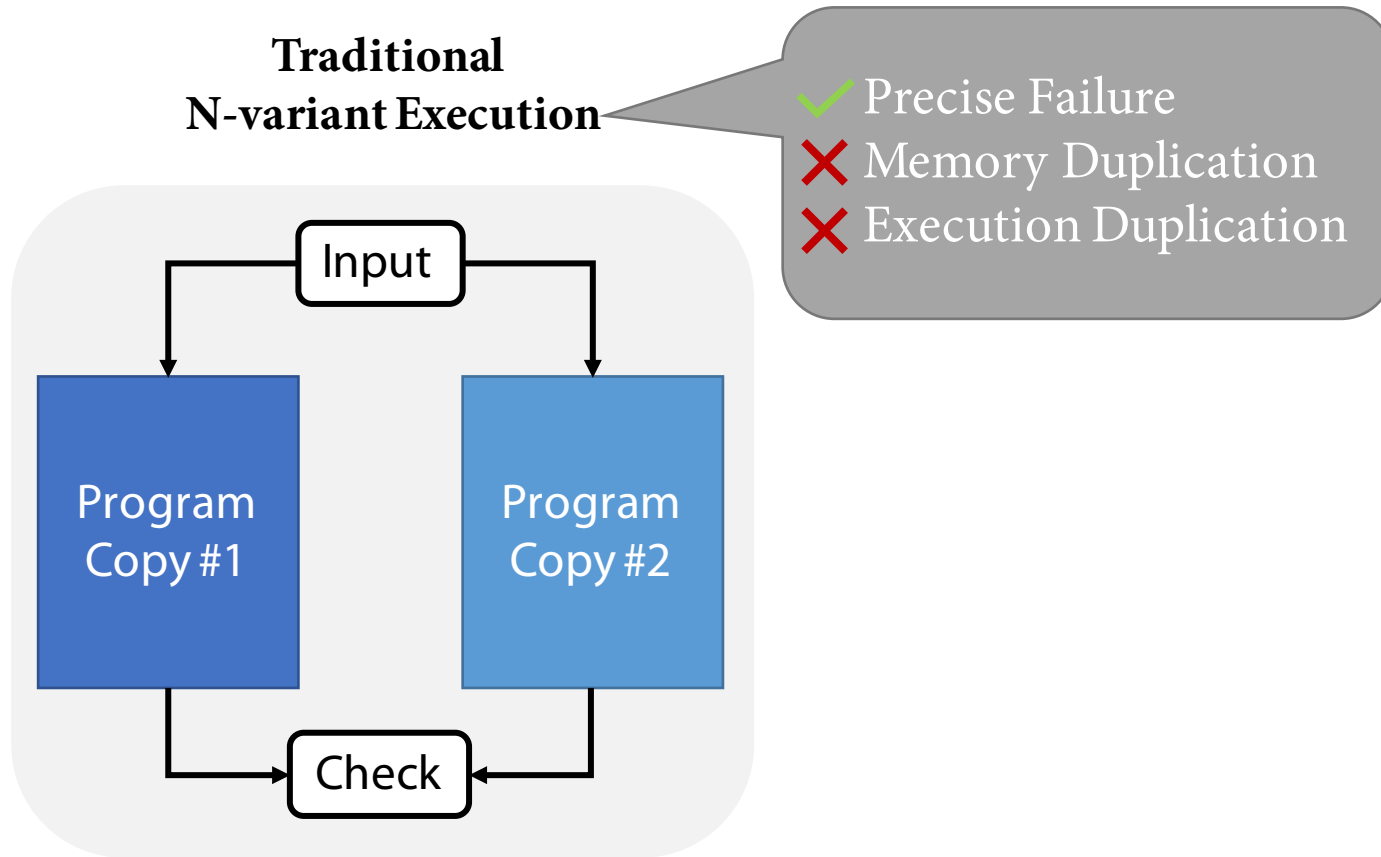 Traditional
N-variant Execution
Precise Failure
Memory Duplication
Execution Duplication
Input
Program
Copy #1
Program
Copy #2
Check